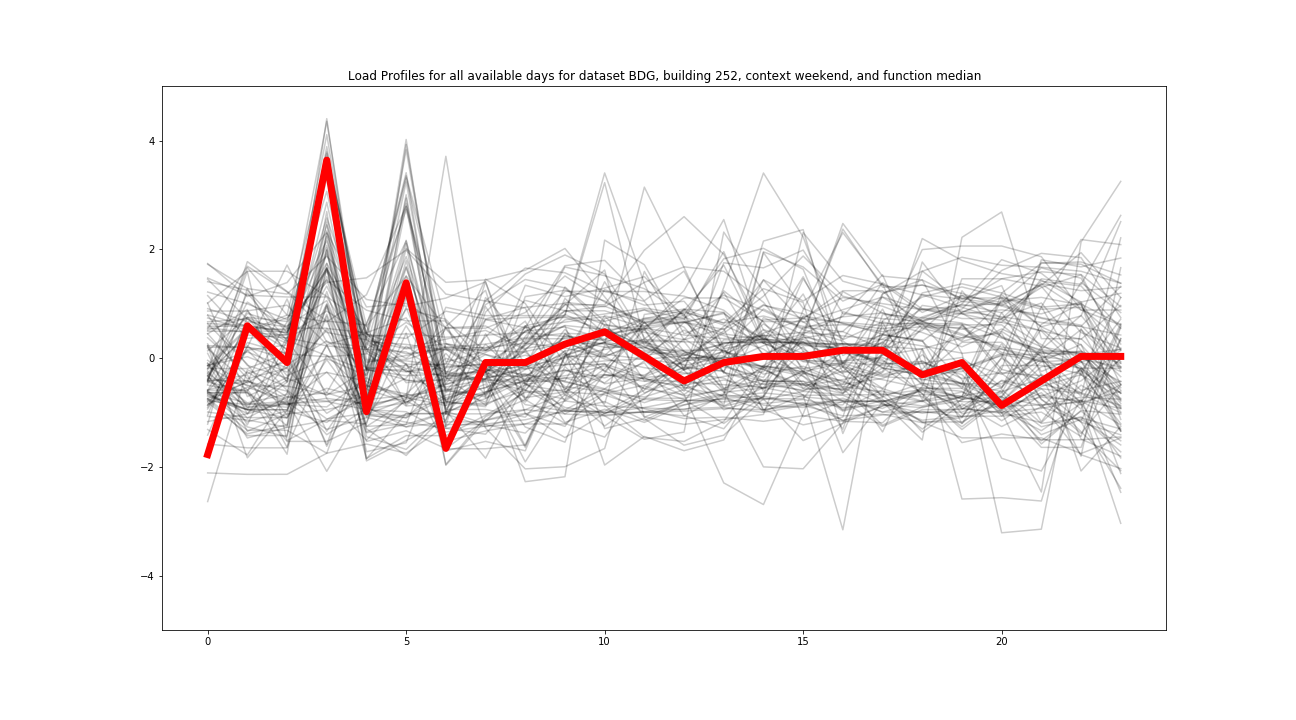 Load Profiles for all available days for dataset BDG, building 252, context weekend, and function median
4
2
0
−2
−4
0 5 10 15 20